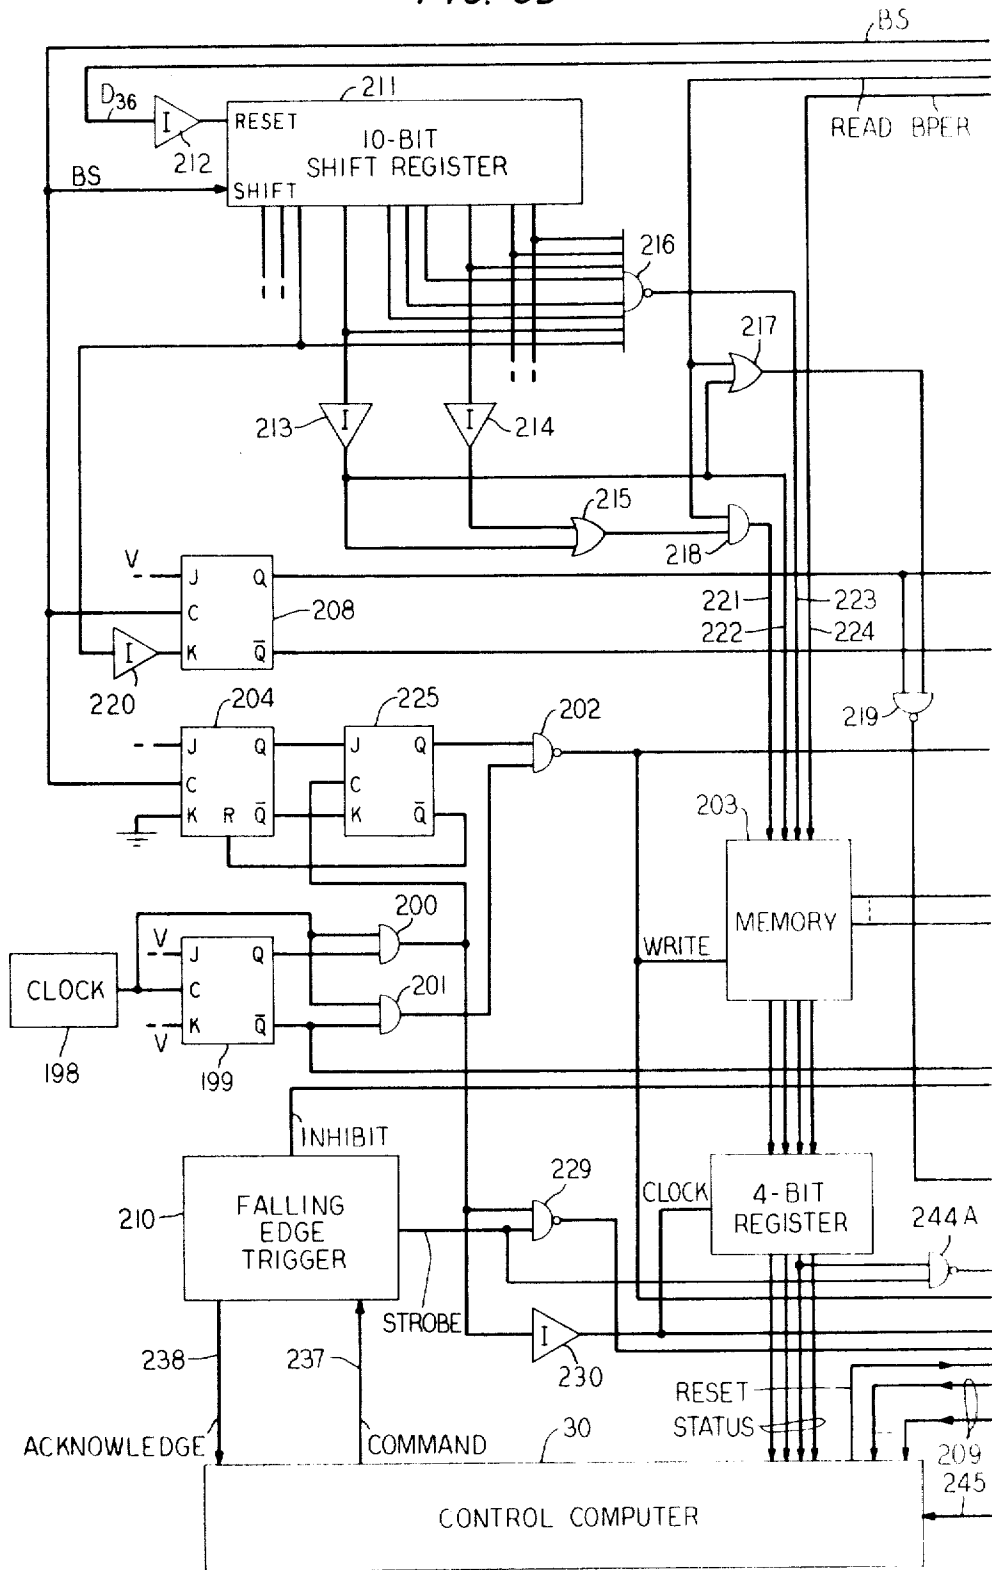 FIG. 8B
BS
D36
I
212
211
RESET
10-BIT
SHIFT REGISTER
BS
SHIFT
READ BPER
216
217
213
I
I
214
215
218
V
J Q
C
K Q̅
208
I
220
221
222
223
224
219
204
J Q
C
K R Q̅
225
J Q
C
K Q̅
202
203
MEMORY
WRITE
200
201
CLOCK
198
V
J Q
C
K Q̅
V
199
INHIBIT
210
FALLING
EDGE
TRIGGER
229
CLOCK
4-BIT
REGISTER
244A
STROBE
I
230
238
237
RESET
STATUS
ACKNOWLEDGE
COMMAND
30
209
245
CONTROL COMPUTER